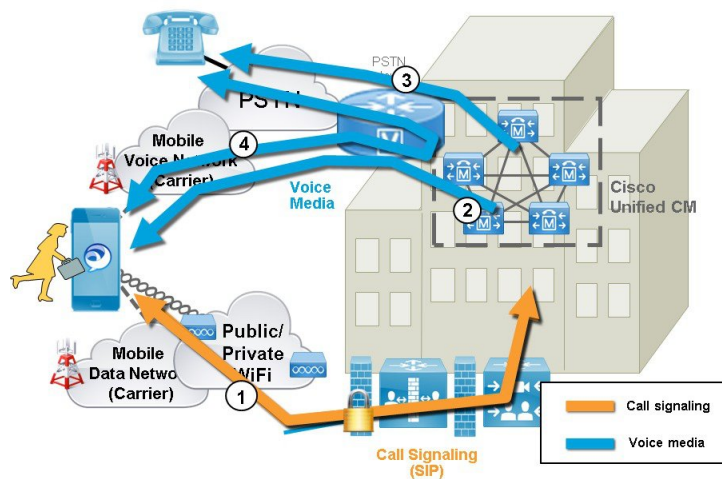 PSTN
3
PSTN
Mobile
Voice Network
(Carrier)
4
Voice
Media
M
M
M
M
M
M
2
Cisco
Unified CM
Public/
Private
WiFi
Mobile
Data Network
(Carrier)
1
Call Signaling
(SIP)
Call signaling
Voice media